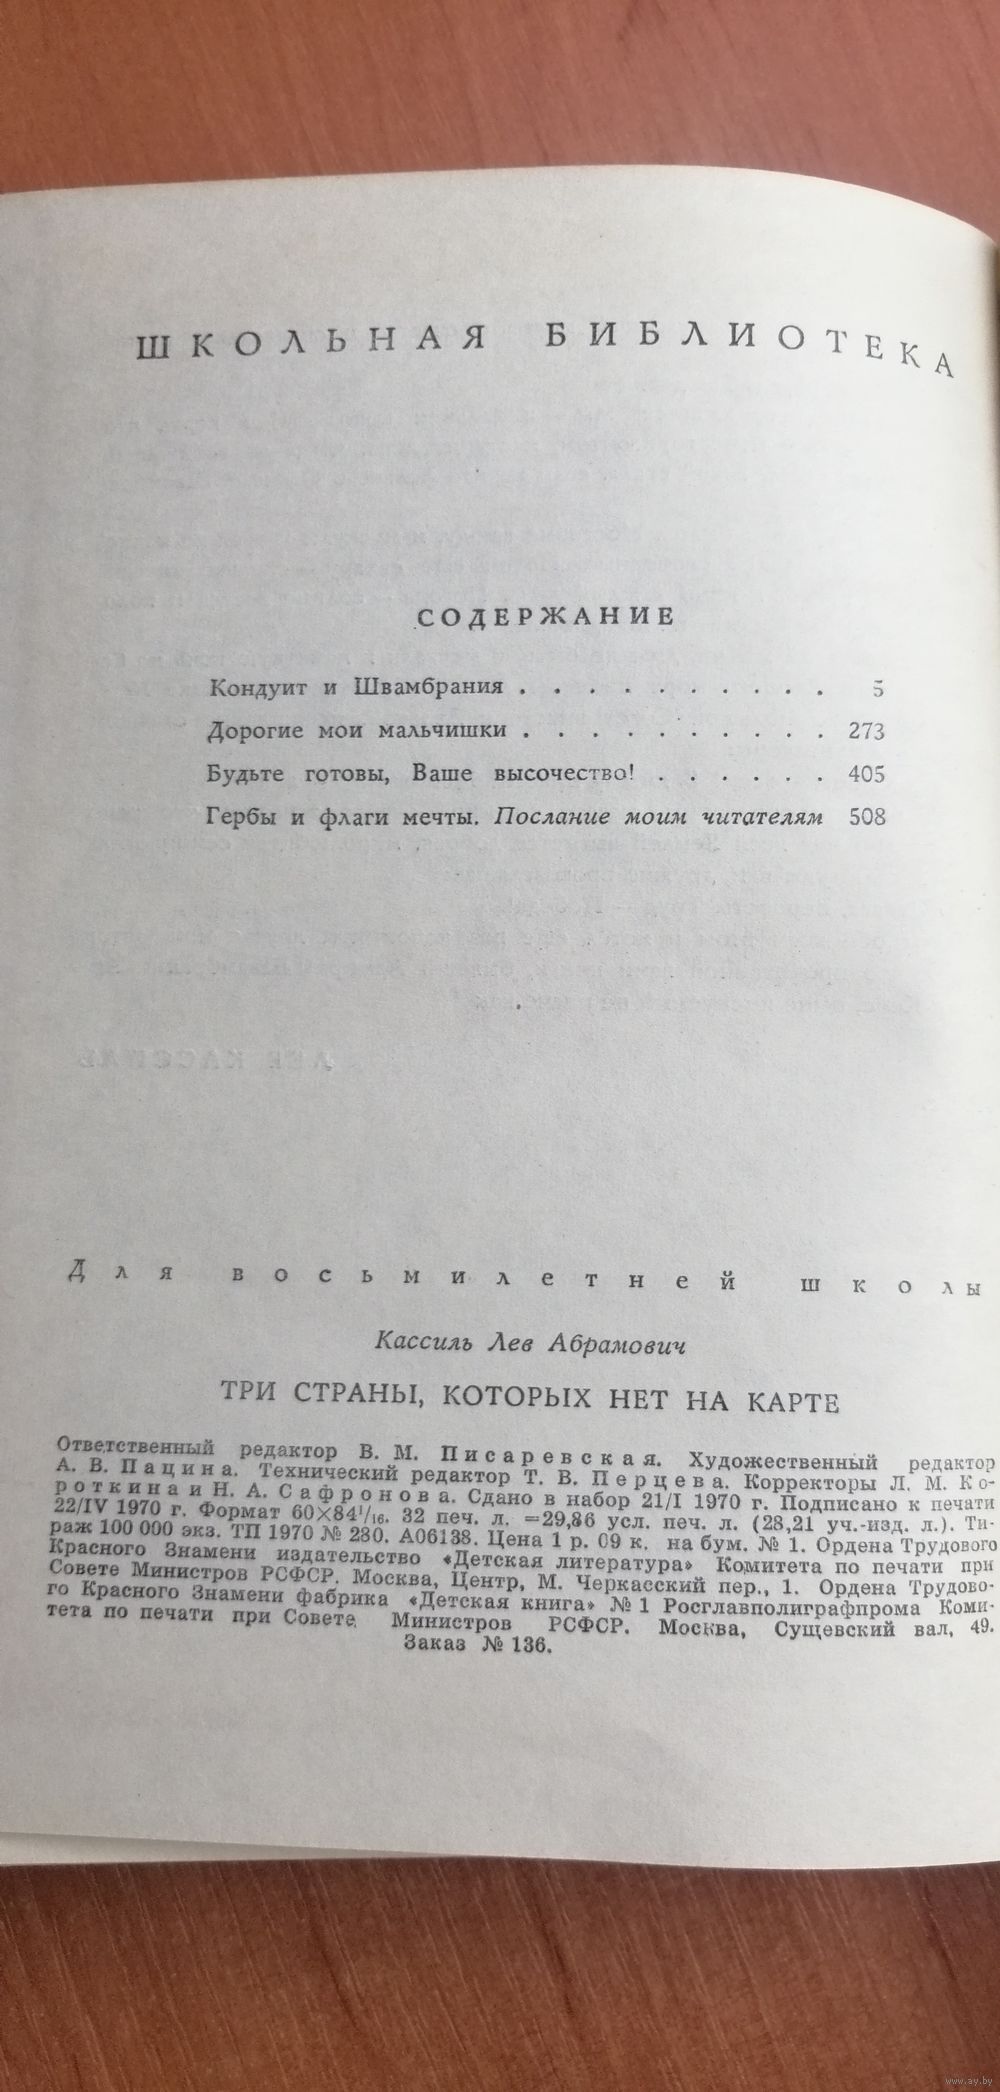 ШКОЛЬНАЯ БИБЛИОТЕКА
СОДЕРЖАНИЕ
Кондуит и Швамбрания . . . . . . . . . . 5
Дорогие мои мальчишки . . . . . . . . . . 273
Будьте готовы, Ваше высочество! . . . . . . 405
Гербы и флаги мечты. Послание моим читателям 508
ЛЕВ КАССИЛЬ
Для восьмилетней школы
Кассиль Лев Абрамович
ТРИ СТРАНЫ, КОТОРЫХ НЕТ НА КАРТЕ
Ответственный редактор В. М. Писаревская. Художественный редактор
А. В. Пацина. Технический редактор Т. В. Перцева. Корректоры Л. М. Ко-
роткина и Н. А. Сафронова. Сдано в набор 21/I 1970 г. Подписано к печати
22/IV 1970 г. Формат 60×84¹/₁₆. 32 печ. л. =29,86 усл. печ. л. (28,21 уч.-изд. л.). Ти-
раж 100 000 экз. ТП 1970 № 280. А06138. Цена 1 р. 09 к. на бум. № 1. Ордена Трудового
Красного Знамени издательство «Детская литература» Комитета по печати при
Совете Министров РСФСР. Москва, Центр, М. Черкасский пер., 1. Ордена Трудово-
го Красного Знамени фабрика «Детская книга» № 1 Росглавполиграфпрома Коми-
тета по печати при Совете Министров РСФСР. Москва, Сущевский вал, 49.
Заказ № 136.
www.ay.by